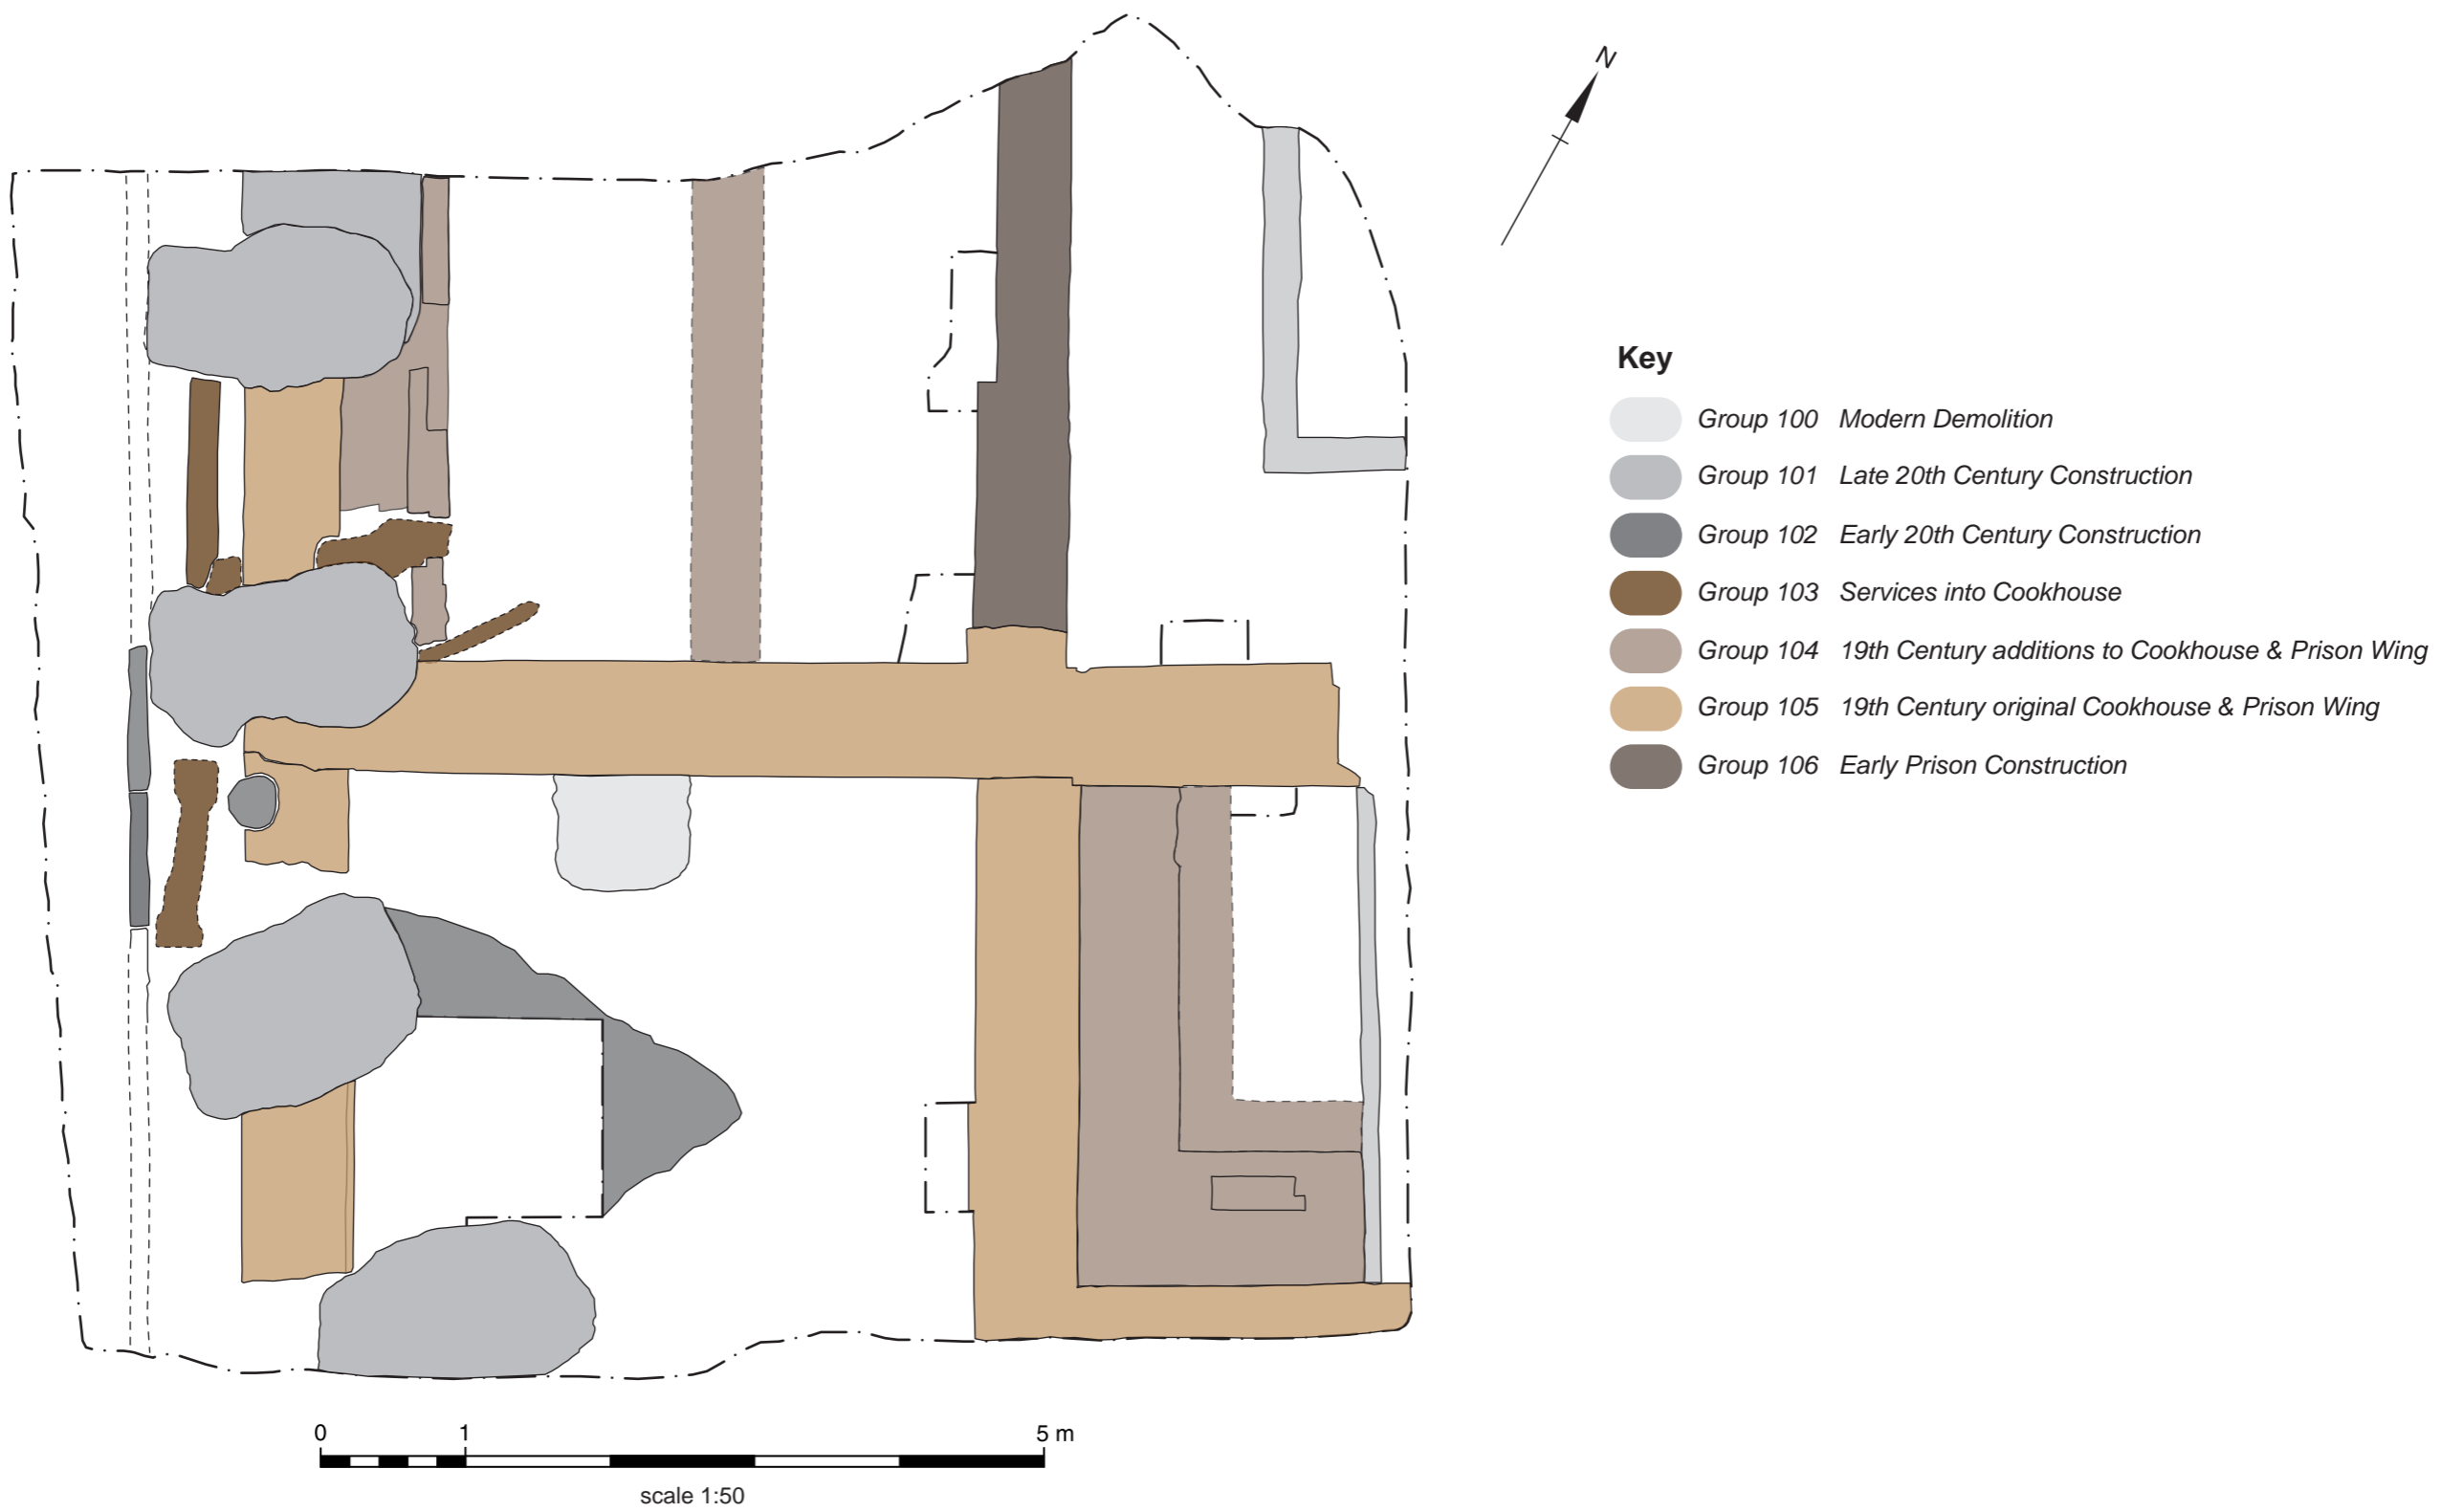 N
Key
Group 100 Modern Demolition
Group 101 Late 20th Century Construction
Group 102 Early 20th Century Construction
Group 103 Services into Cookhouse
Group 104 19th Century additions to Cookhouse & Prison Wing
Group 105 19th Century original Cookhouse & Prison Wing
Group 106 Early Prison Construction
0 1 5 m
scale 1:50